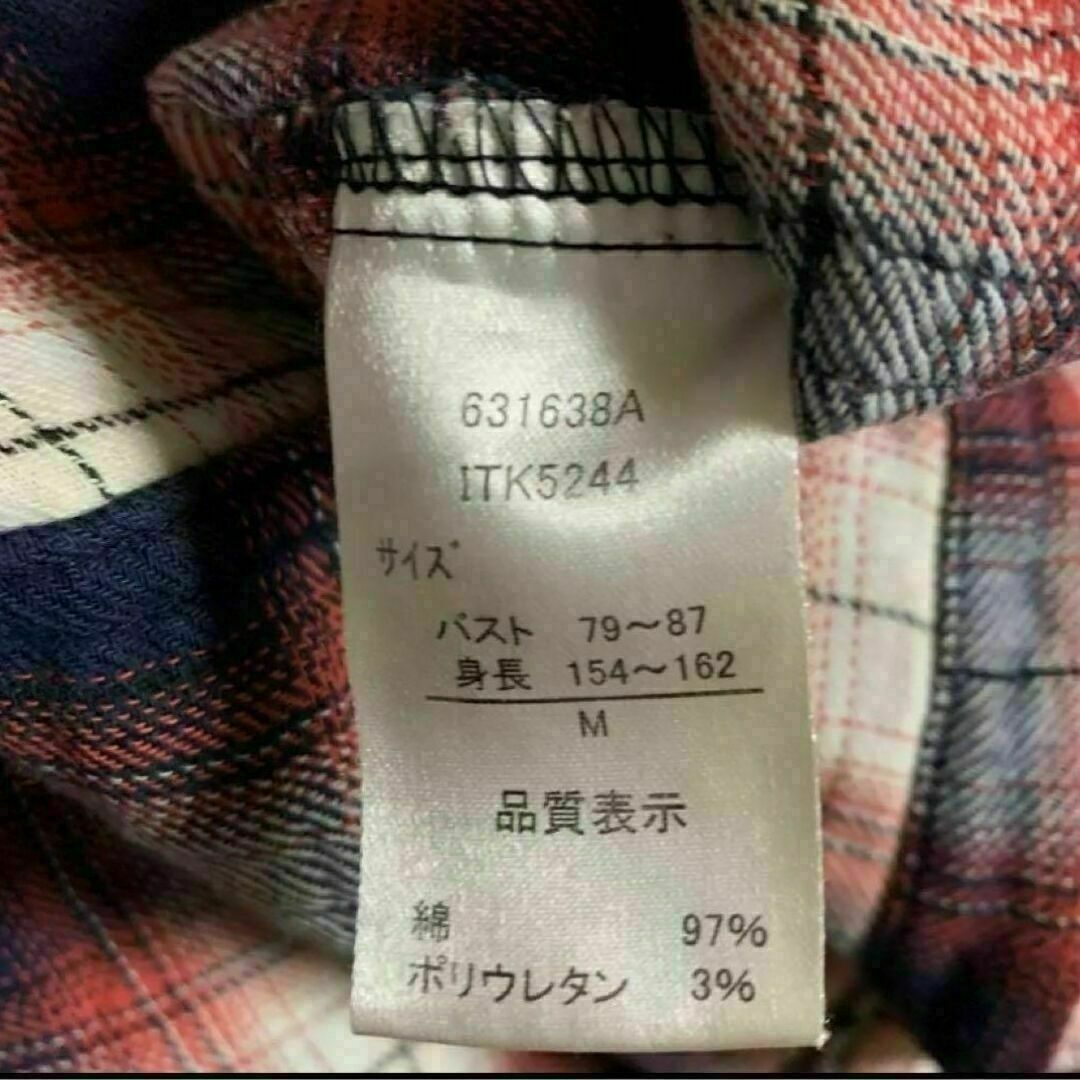 631638A
ITK5244
サイズ
バスト 79～87
身長 154～162
M
品質表示
綿 97%
ポリウレタン 3%